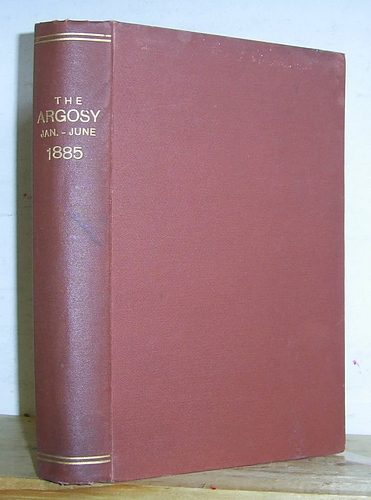 THE
ARGOSY
JAN. - JUNE
1885